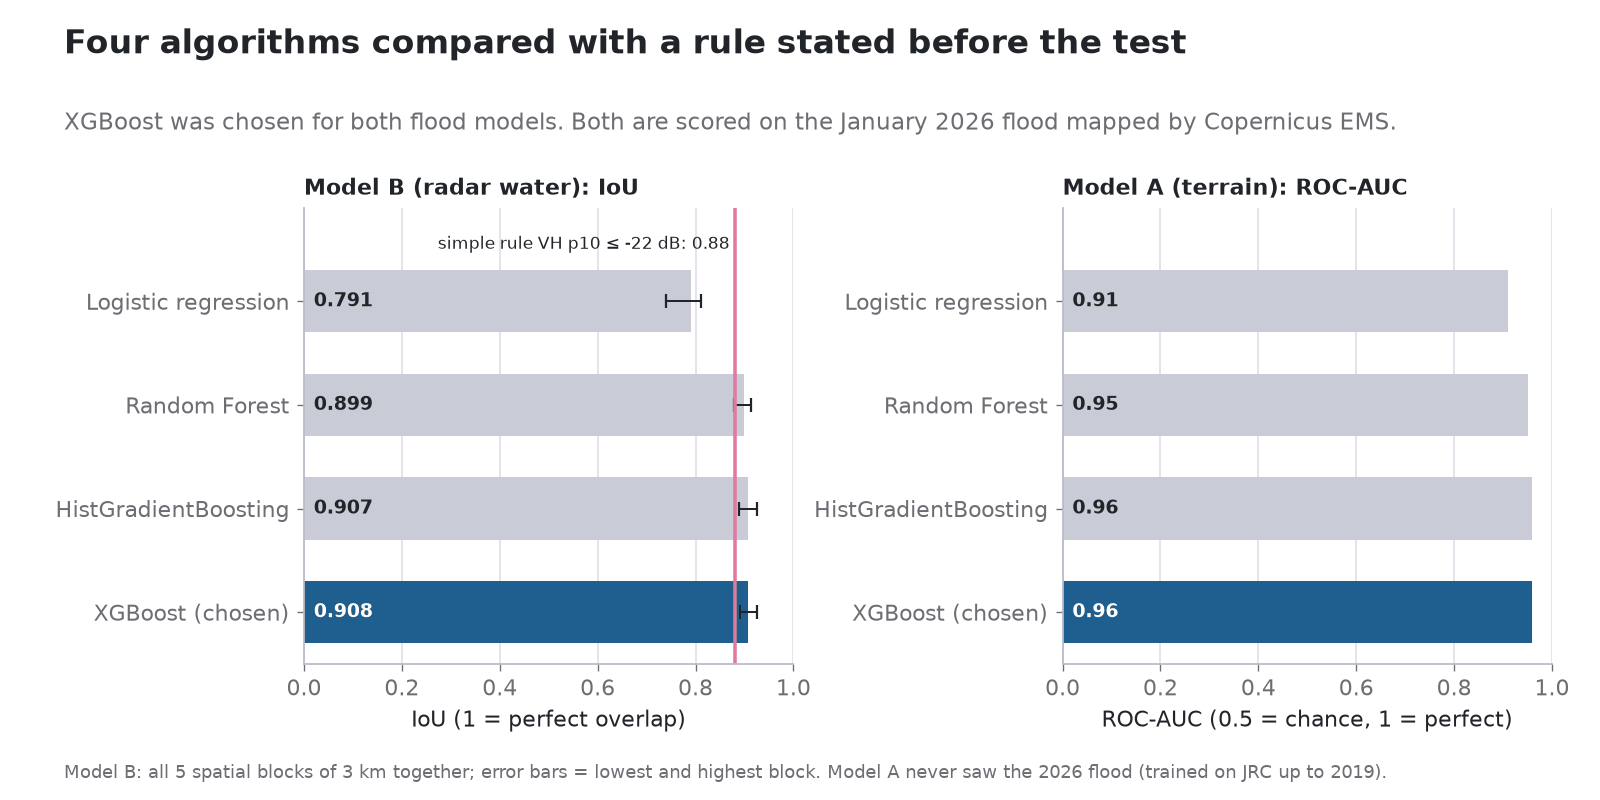 Four algorithms compared with a rule stated before the test
XGBoost was chosen for both flood models. Both are scored on the January 2026 flood mapped by Copernicus EMS.
Model B (radar water): IoU
simple rule VH p10 ≤ -22 dB: 0.88
Logistic regression
0.791
Random Forest
0.899
HistGradientBoosting
0.907
XGBoost (chosen)
0.908
0.0 0.2 0.4 0.6 0.8 1.0
IoU (1 = perfect overlap)
Model A (terrain): ROC-AUC
Logistic regression
0.91
Random Forest
0.95
HistGradientBoosting
0.96
XGBoost (chosen)
0.96
0.0 0.2 0.4 0.6 0.8 1.0
ROC-AUC (0.5 = chance, 1 = perfect)
Model B: all 5 spatial blocks of 3 km together; error bars = lowest and highest block. Model A never saw the 2026 flood (trained on JRC up to 2019).